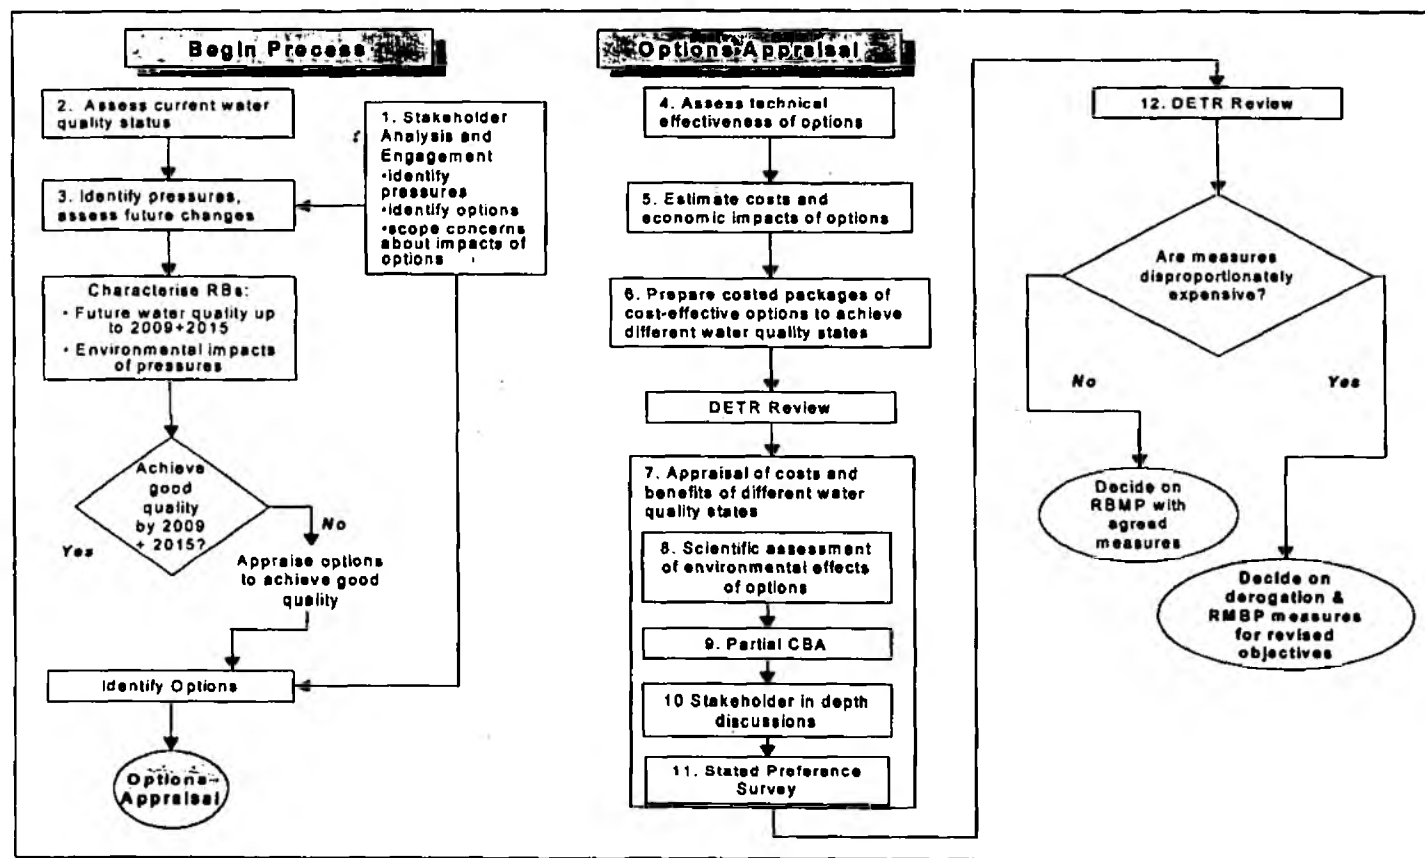 Begin Process
2. Assess current water
quality status
1. Stakeholder
Analysis and
Engagement
•identify
pressures
•identify options
•scope concerns
about impacts of
options
3. Identify pressures,
assess future changes
Characterise RBs:
• Future water quality up
to 2009+2015
• Environmental impacts
of pressures
Achieve
good
quality
by 2009
+ 2015?
Yes
No
Appraise options
to achieve good
quality
Identify Options
Options-
Appraisal
Options Appraisal
4. Assess technical
effectiveness of options
5. Estimate costs and
economic impacts of options
6. Prepare costed packages of
cost-effective options to achieve
different water quality states
DETR Review
7. Appraisal of costs and
benefits of different water
quality states
8. Scientific assessment
of environmental effects
of options
9. Partial CBA
10 Stakeholder in depth
discussions
11. Stated Preference
Survey
12. DETR Review
Are measures
disproportionately
expensive?
No
Yes
Decide on
RBMP with
agreed
measures
Decide on
derogation &
RMBP measures
for revised
objectives